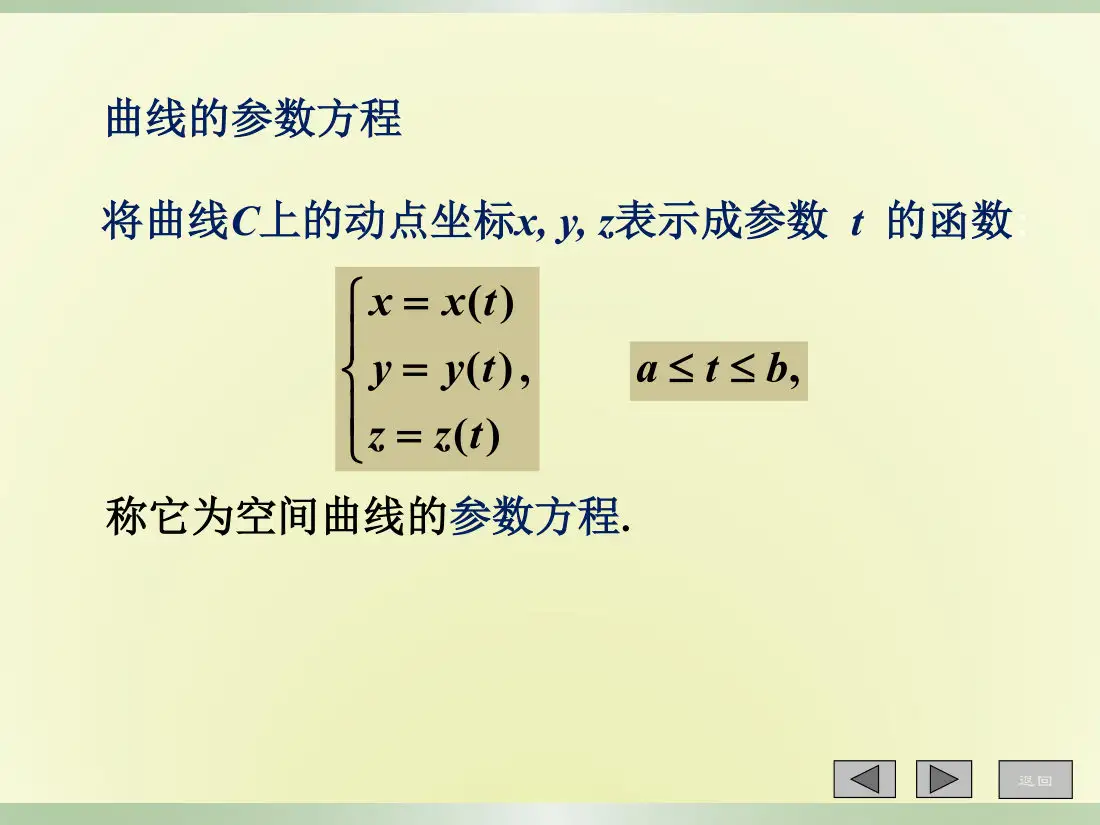 曲线的参数方程
将曲线C上的动点坐标x, y, z表示成参数 t 的函数:
x = x(t)
y = y(t),
z = z(t)
a ≤ t ≤ b,
称它为空间曲线的参数方程.
返回